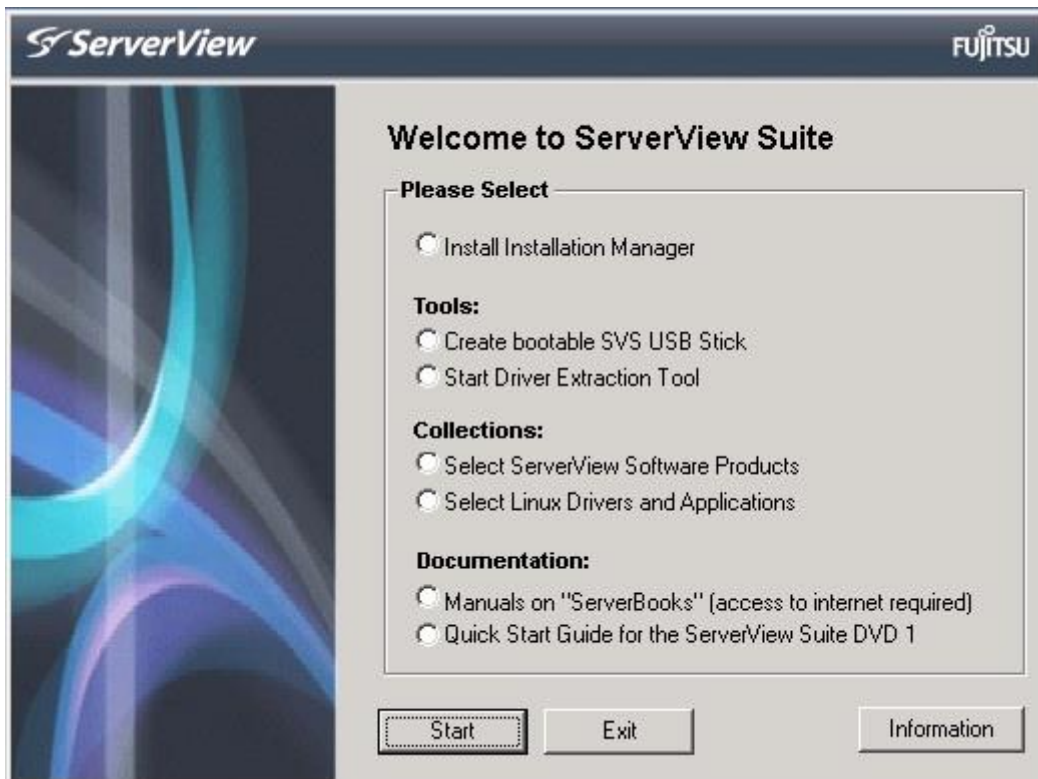 ServerView
FUJITSU
Welcome to ServerView Suite
Please Select
Install Installation Manager
Tools:
Create bootable SVS USB Stick
Start Driver Extraction Tool
Collections:
Select ServerView Software Products
Select Linux Drivers and Applications
Documentation:
Manuals on "ServerBooks" (access to internet required)
Quick Start Guide for the ServerView Suite DVD 1
Start
Exit
Information